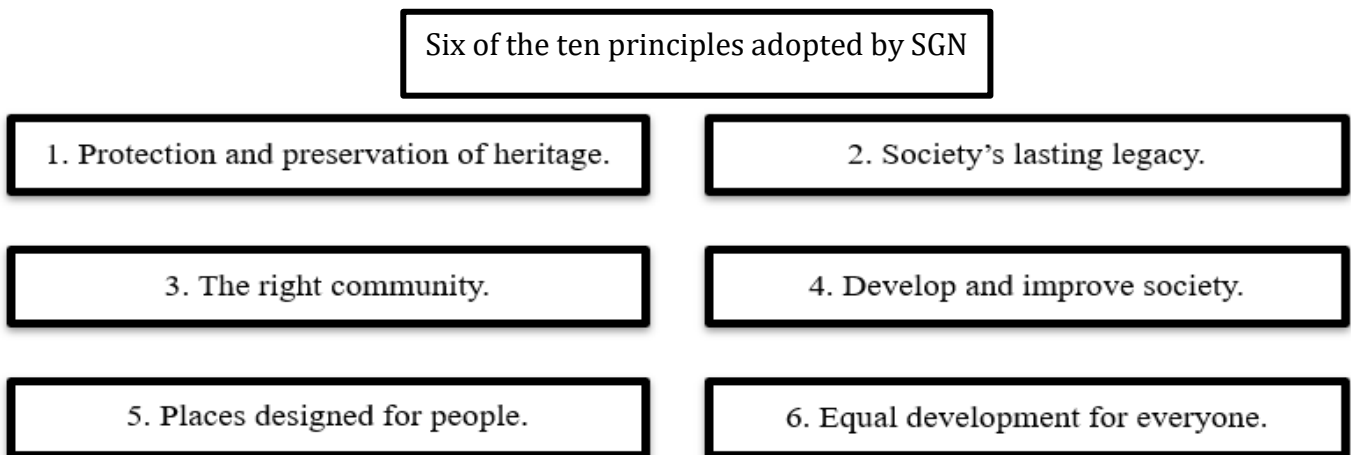 Six of the ten principles adopted by SGN
1. Protection and preservation of heritage.
2. Society’s lasting legacy.
3. The right community.
4. Develop and improve society.
5. Places designed for people.
6. Equal development for everyone.